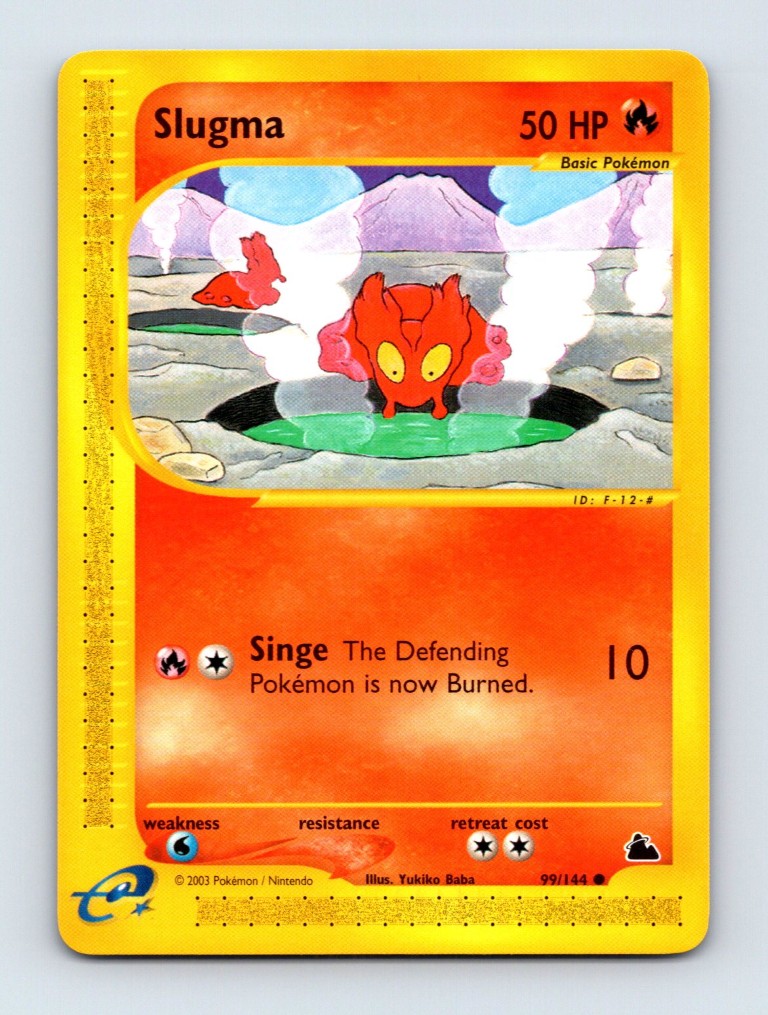 Slugma
50 HP
Basic Pokémon
ID: F-12-#
Singe The Defending
Pokémon is now Burned.
10
weakness
resistance
retreat cost
© 2003 Pokémon / Nintendo
Illus. Yukiko Baba
99/144 ●
e